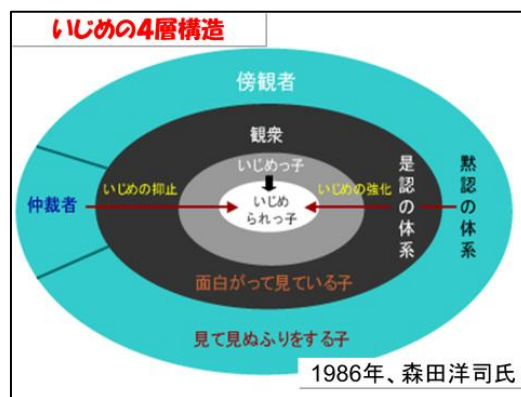 いじめの4層構造
傍観者
観衆
いじめっ子
いじめの抑止
いじめの強化
仲裁者
いじめ
られっ子
是認の体系
黙認の体系
面白がって見ている子
見て見ぬふりをする子
1986年、森田洋司氏